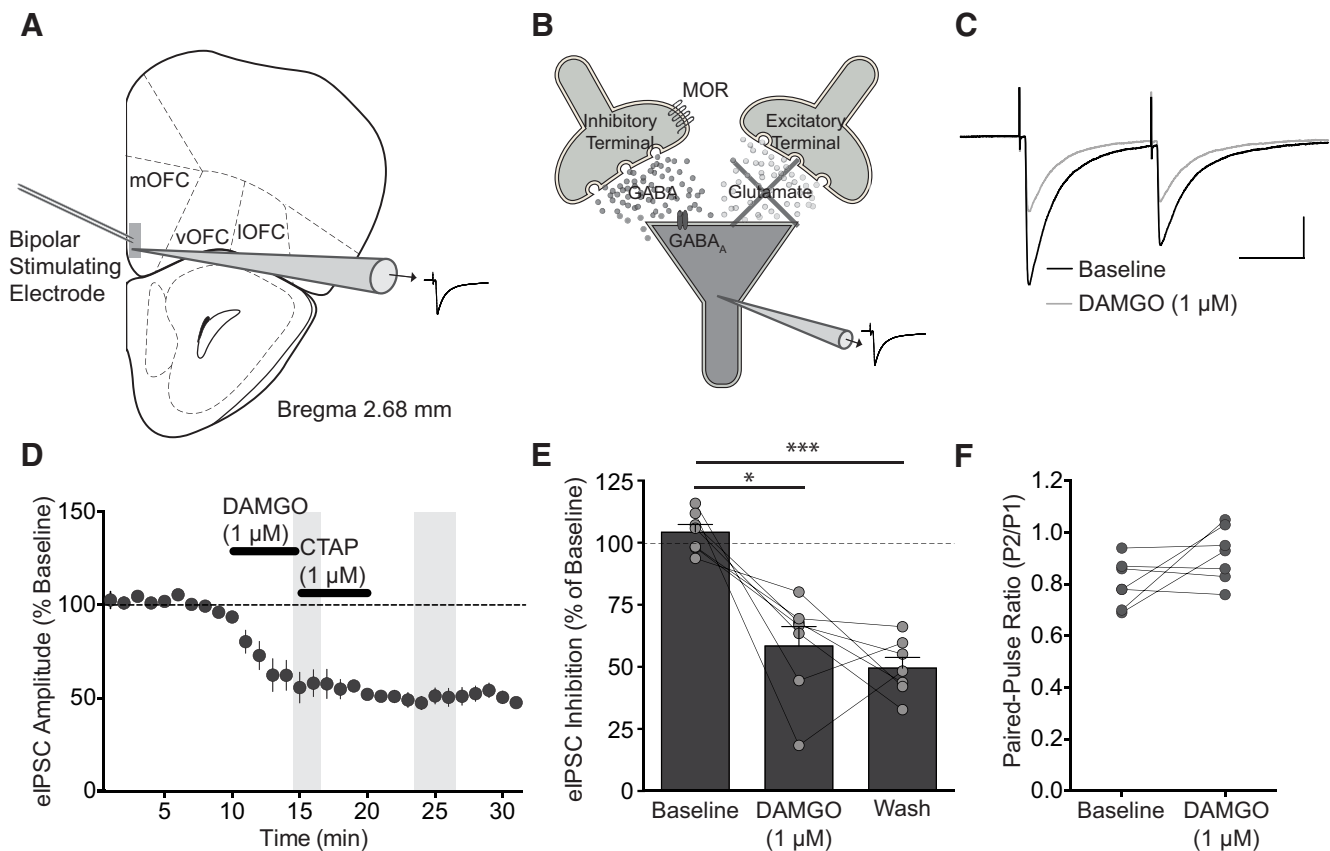 A
mOFC
vOFC
lOFC
Bipolar
Stimulating
Electrode
Bregma 2.68 mm
B
MOR
Inhibitory
Terminal
Excitatory
Terminal
GABA
Glutamate
GABAA
C
Baseline
DAMGO (1 µM)
D
eIPSC Amplitude (% Baseline)
150
100
50
0
DAMGO
(1 µM)
CTAP
(1 µM)
5 10 15 20 25 30
Time (min)
E
eIPSC Inhibition (% of Baseline)
125
100
75
50
25
0
***
*
Baseline DAMGO Wash
(1 µM)
F
Paired-Pulse Ratio (P2/P1)
1.2
1.0
0.8
0.6
0.4
0.2
0.0
Baseline DAMGO
(1 µM)